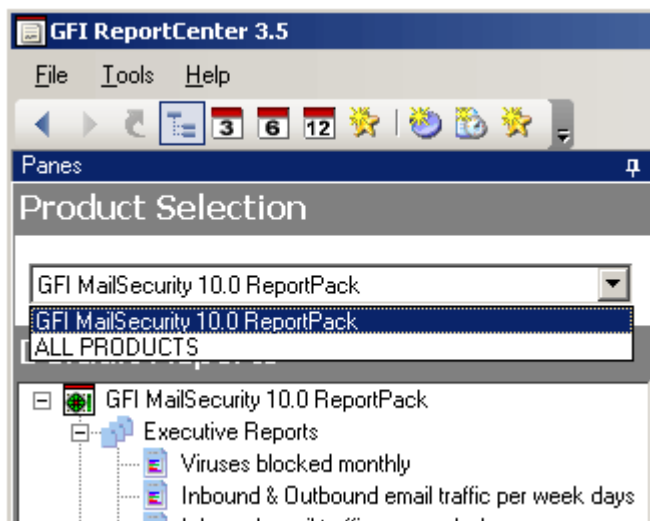 GFI ReportCenter 3.5
File Tools Help
3 6 12
Panes
Product Selection
GFI MailSecurity 10.0 ReportPack
GFI MailSecurity 10.0 ReportPack
ALL PRODUCTS
GFI MailSecurity 10.0 ReportPack
Executive Reports
Viruses blocked monthly
Inbound & Outbound email traffic per week days